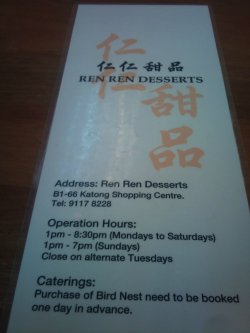 仁仁甜品
仁仁甜品
REN REN DESSERTS
Address: Ren Ren Desserts
B1-66 Katong Shopping Centre.
Tel: 9117 8228
Operation Hours:
1pm - 8:30pm (Mondays to Saturdays)
1pm - 7pm (Sundays)
Close on alternate Tuesdays
Caterings:
Purchase of Bird Nest need to be booked
one day in advance.